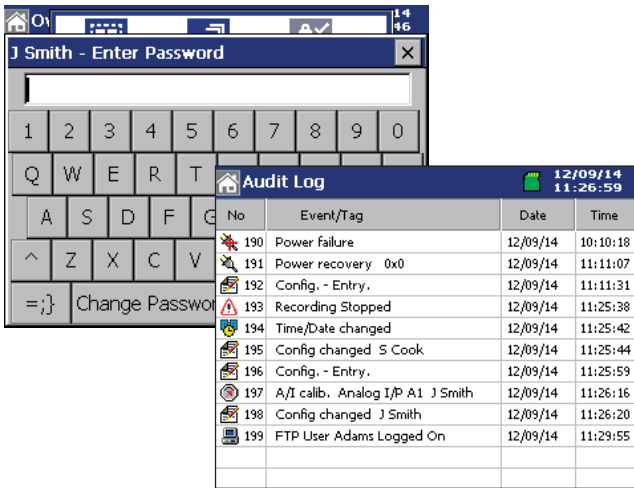 Ov
14
46
J Smith - Enter Password
1 2 3 4 5 6 7 8 9 0
Q W E R T
A S D F G
^ Z X C V
=;} Change Passwor
Audit Log 12/09/14
11:26:59
No Event/Tag Date Time
190 Power failure 12/09/14 10:10:18
191 Power recovery 0x0 12/09/14 11:11:07
192 Config. - Entry. 12/09/14 11:11:31
193 Recording Stopped 12/09/14 11:25:38
194 Time/Date changed 12/09/14 11:25:42
195 Config changed S Cook 12/09/14 11:25:44
196 Config. - Entry. 12/09/14 11:25:59
197 A/I calib. Analog I/P A1 J Smith 12/09/14 11:26:16
198 Config changed J Smith 12/09/14 11:26:20
199 FTP User Adams Logged On 12/09/14 11:29:55